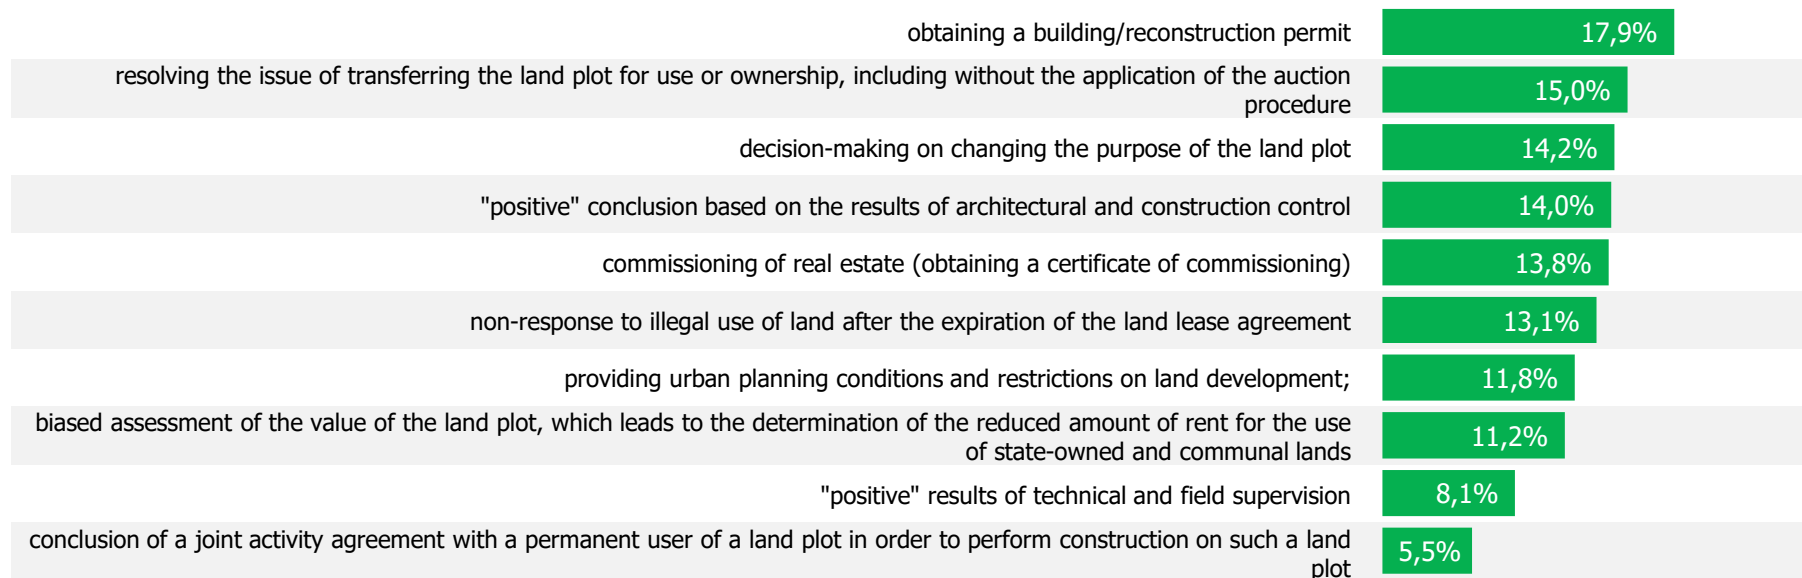 obtaining a building/reconstruction permit 17,9%
resolving the issue of transferring the land plot for use or ownership, including without the application of the auction
procedure 15,0%
decision-making on changing the purpose of the land plot 14,2%
"positive" conclusion based on the results of architectural and construction control 14,0%
commissioning of real estate (obtaining a certificate of commissioning) 13,8%
non-response to illegal use of land after the expiration of the land lease agreement 13,1%
providing urban planning conditions and restrictions on land development; 11,8%
biased assessment of the value of the land plot, which leads to the determination of the reduced amount of rent for the use
of state-owned and communal lands 11,2%
"positive" results of technical and field supervision 8,1%
conclusion of a joint activity agreement with a permanent user of a land plot in order to perform construction on such a land
plot 5,5%